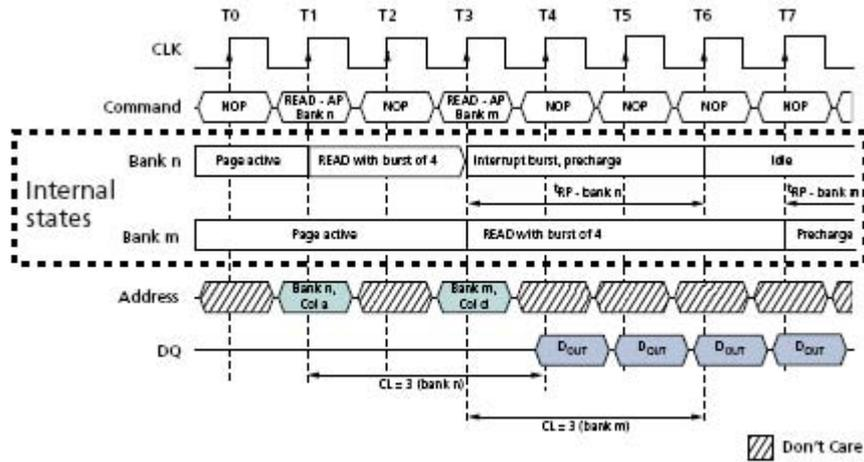 T0 T1 T2 T3 T4 T5 T6 T7
CLK
Command NOP READ - AP Bank n NOP READ - AP Bank m NOP NOP NOP NOP
Internal states
Bank n Page active READ with burst of 4 Interrupt burst, precharge Idle
tRP - bank n tRP - bank m
Bank m Page active READ with burst of 4 Precharge
Address Bank n, Col a Bank m, Col d
DQ DOUT DOUT DOUT DOUT
CL = 3 (bank n)
CL = 3 (bank m)
Don't Care